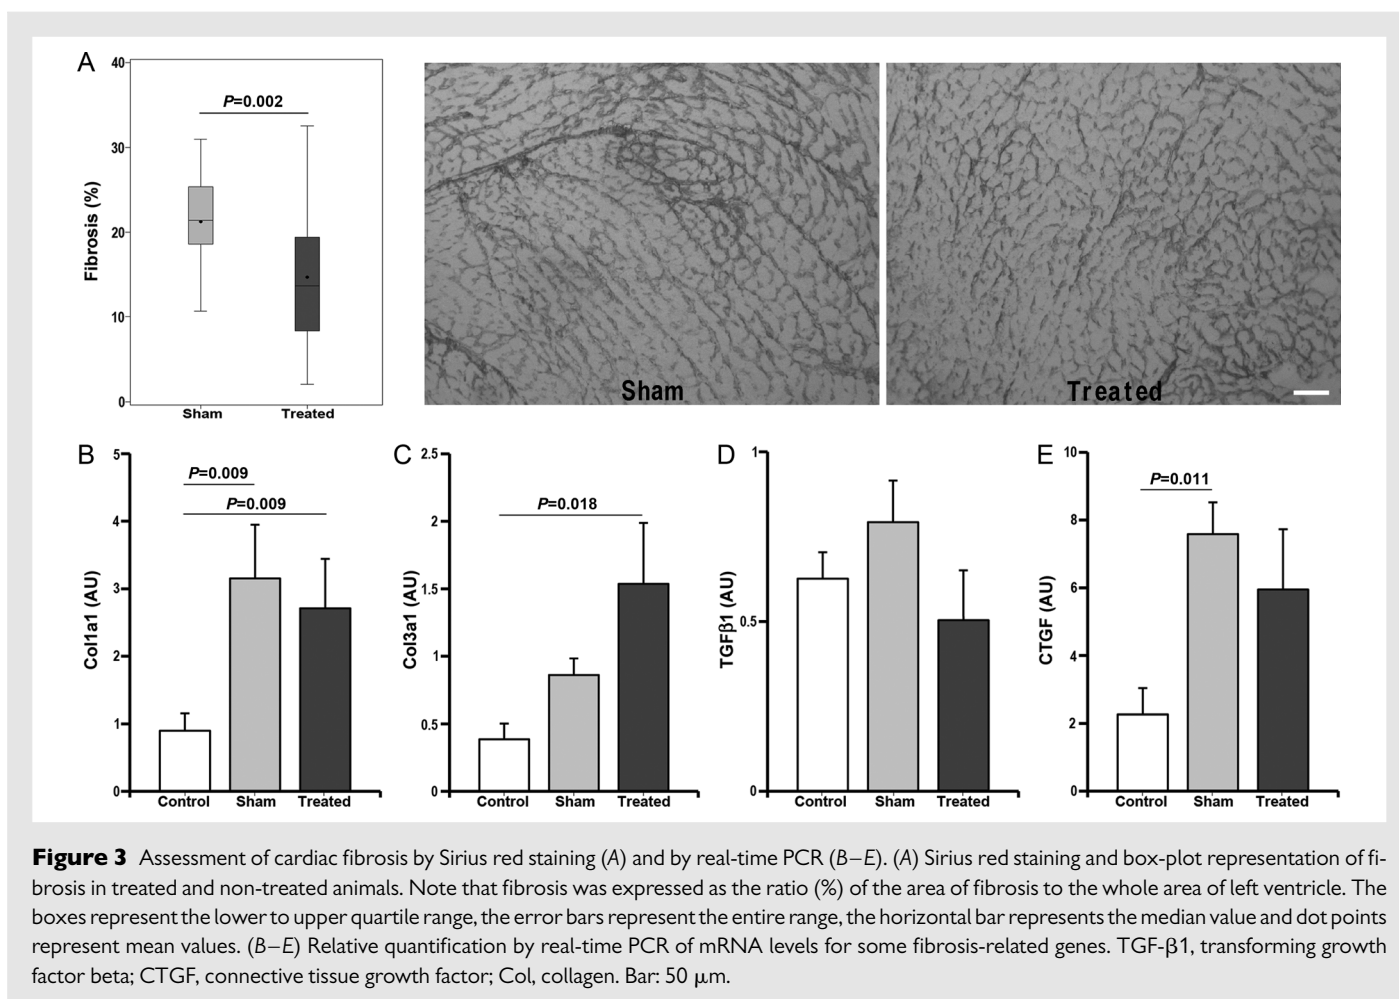 A
40
30
20
10
0
Fibrosis (%)
P=0.002
Sham
Treated
Sham
Treated
B
5
4
3
2
1
0
Col1a1 (AU)
P=0.009
P=0.009
Control Sham Treated
C
2.5
2
1.5
1
0.5
0
Col3a1 (AU)
P=0.018
Control Sham Treated
D
1
0.5
0
TGFβ1 (AU)
Control Sham Treated
E
10
8
6
4
2
0
CTGF (AU)
P=0.011
Control Sham Treated
Figure 3 Assessment of cardiac fibrosis by Sirius red staining (A) and by real-time PCR (B–E). (A) Sirius red staining and box-plot representation of fi-
brosis in treated and non-treated animals. Note that fibrosis was expressed as the ratio (%) of the area of fibrosis to the whole area of left ventricle. The
boxes represent the lower to upper quartile range, the error bars represent the entire range, the horizontal bar represents the median value and dot points
represent mean values. (B–E) Relative quantification by real-time PCR of mRNA levels for some fibrosis-related genes. TGF-β1, transforming growth
factor beta; CTGF, connective tissue growth factor; Col, collagen. Bar: 50 μm.